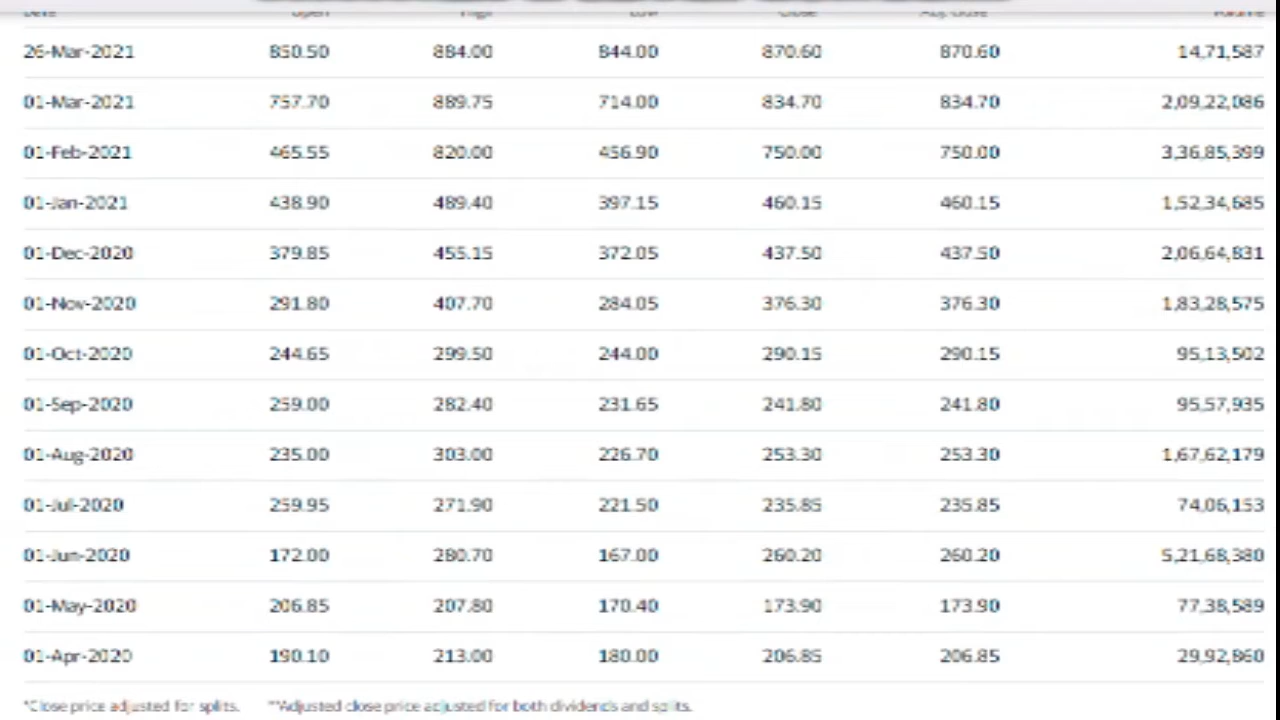 Date Open High Low Close Adj. Close Volume
26-Mar-2021 850.50 884.00 844.00 870.60 870.60 14,71,587
01-Mar-2021 757.70 889.75 714.00 834.70 834.70 2,09,22,086
01-Feb-2021 465.55 820.00 456.90 750.00 750.00 3,36,85,399
01-Jan-2021 438.90 489.40 397.15 460.15 460.15 1,52,34,685
01-Dec-2020 379.85 455.15 372.05 437.50 437.50 2,06,64,831
01-Nov-2020 291.80 407.70 284.05 376.30 376.30 1,83,28,575
01-Oct-2020 244.65 299.50 244.00 290.15 290.15 95,13,502
01-Sep-2020 259.00 282.40 231.65 241.80 241.80 95,57,935
01-Aug-2020 235.00 303.00 226.70 253.30 253.30 1,67,62,179
01-Jul-2020 259.95 271.90 221.50 235.85 235.85 74,06,153
01-Jun-2020 172.00 280.70 167.00 260.20 260.20 5,21,68,380
01-May-2020 206.85 207.80 170.40 173.90 173.90 77,38,589
01-Apr-2020 190.10 213.00 180.00 206.85 206.85 29,92,860
*Close price adjusted for splits. **Adjusted close price adjusted for both dividends and splits.